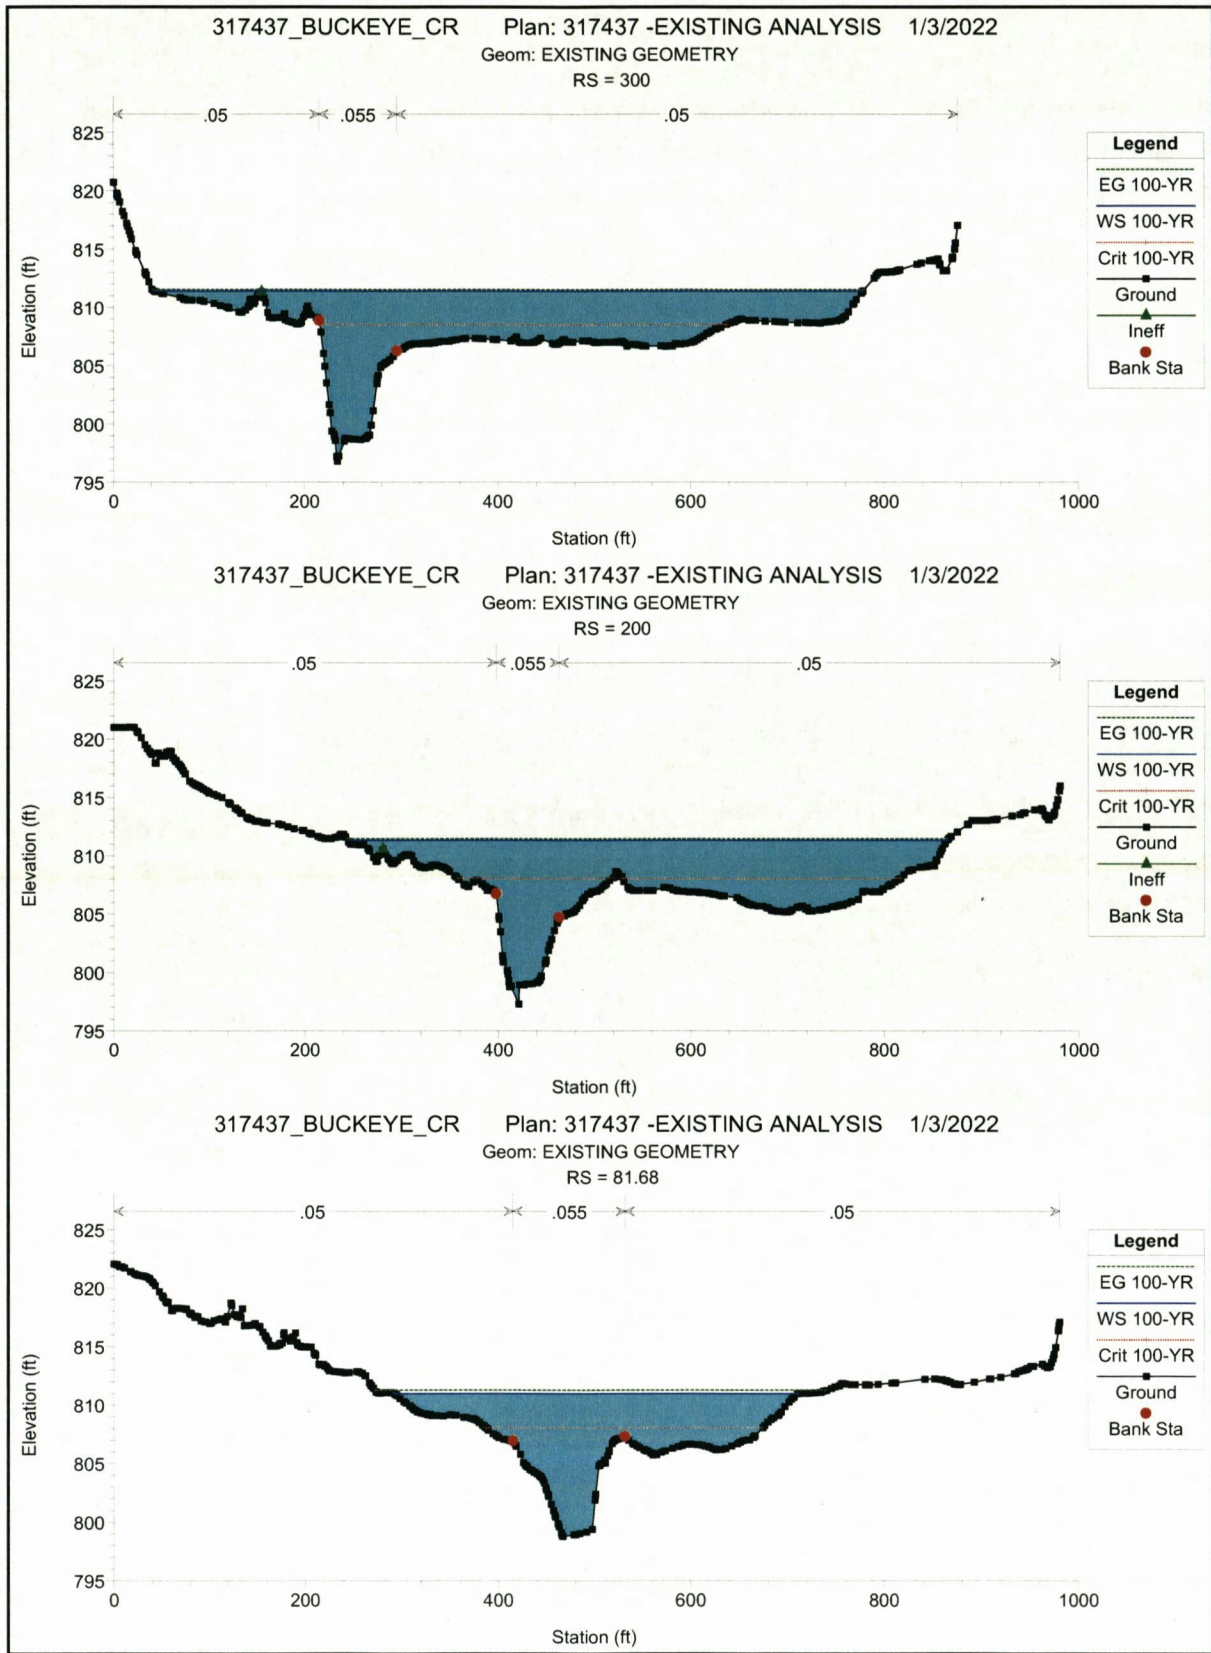 317437_BUCKEYE_CR Plan: 317437 -EXISTING ANALYSIS 1/3/2022
Geom: EXISTING GEOMETRY
RS = 300
.05 .055 .05
825
820
815
810
805
800
795
Elevation (ft)
0 200 400 600 800 1000
Station (ft)
Legend
EG 100-YR
WS 100-YR
Crit 100-YR
Ground
Ineff
Bank Sta
317437_BUCKEYE_CR Plan: 317437 -EXISTING ANALYSIS 1/3/2022
Geom: EXISTING GEOMETRY
RS = 200
.05 .055 .05
825
820
815
810
805
800
795
Elevation (ft)
0 200 400 600 800 1000
Station (ft)
Legend
EG 100-YR
WS 100-YR
Crit 100-YR
Ground
Ineff
Bank Sta
317437_BUCKEYE_CR Plan: 317437 -EXISTING ANALYSIS 1/3/2022
Geom: EXISTING GEOMETRY
RS = 81.68
.05 .055 .05
825
820
815
810
805
800
795
Elevation (ft)
0 200 400 600 800 1000
Station (ft)
Legend
EG 100-YR
WS 100-YR
Crit 100-YR
Ground
Bank Sta